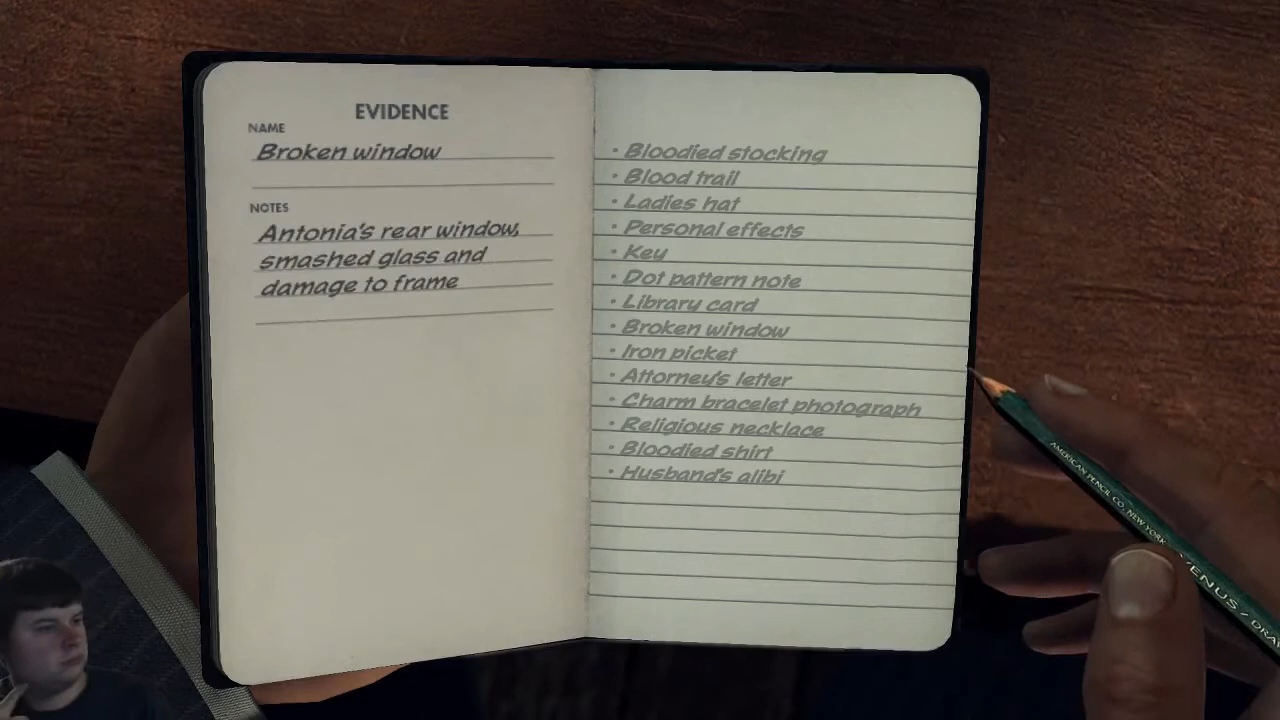 EVIDENCE
NAME
Broken window
NOTES
Antonia's rear window,
smashed glass and
damage to frame
• Bloodied stocking
• Blood trail
• Ladies hat
• Personal effects
• Key
• Dot pattern note
• Library card
• Broken window
• Iron picket
• Attorney's letter
• Charm bracelet photograph
• Religious necklace
• Bloodied shirt
• Husband's alibi
AMERICAN PENCIL CO. NEW YORK
VENUS / DRA